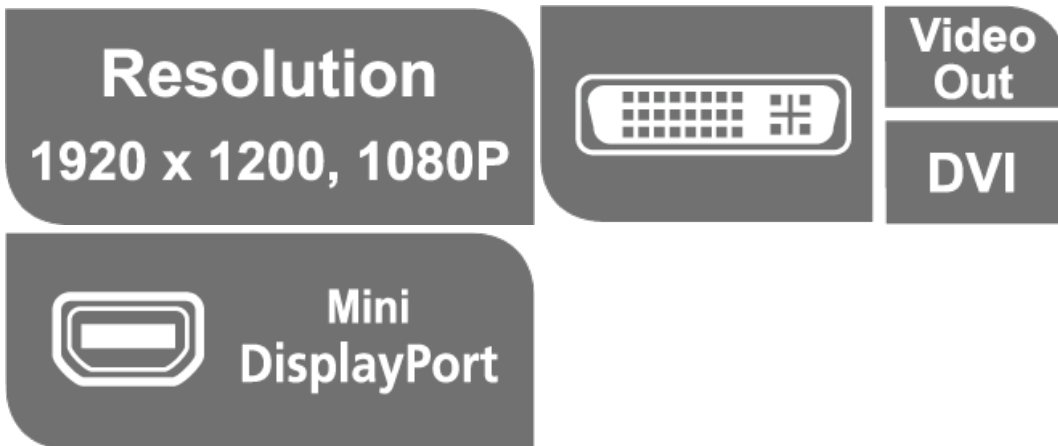 Resolution
1920 x 1200, 1080P
Video
Out
DVI
Mini
DisplayPort